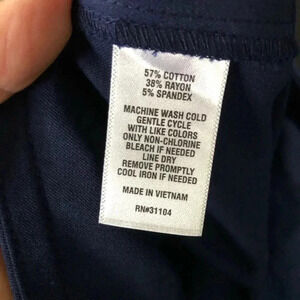 57% COTTON
38% RAYON
5% SPANDEX
MACHINE WASH COLD
GENTLE CYCLE
WITH LIKE COLORS
ONLY NON-CHLORINE
BLEACH IF NEEDED
LINE DRY
REMOVE PROMPTLY
COOL IRON IF NEEDED
MADE IN VIETNAM
RN#31104